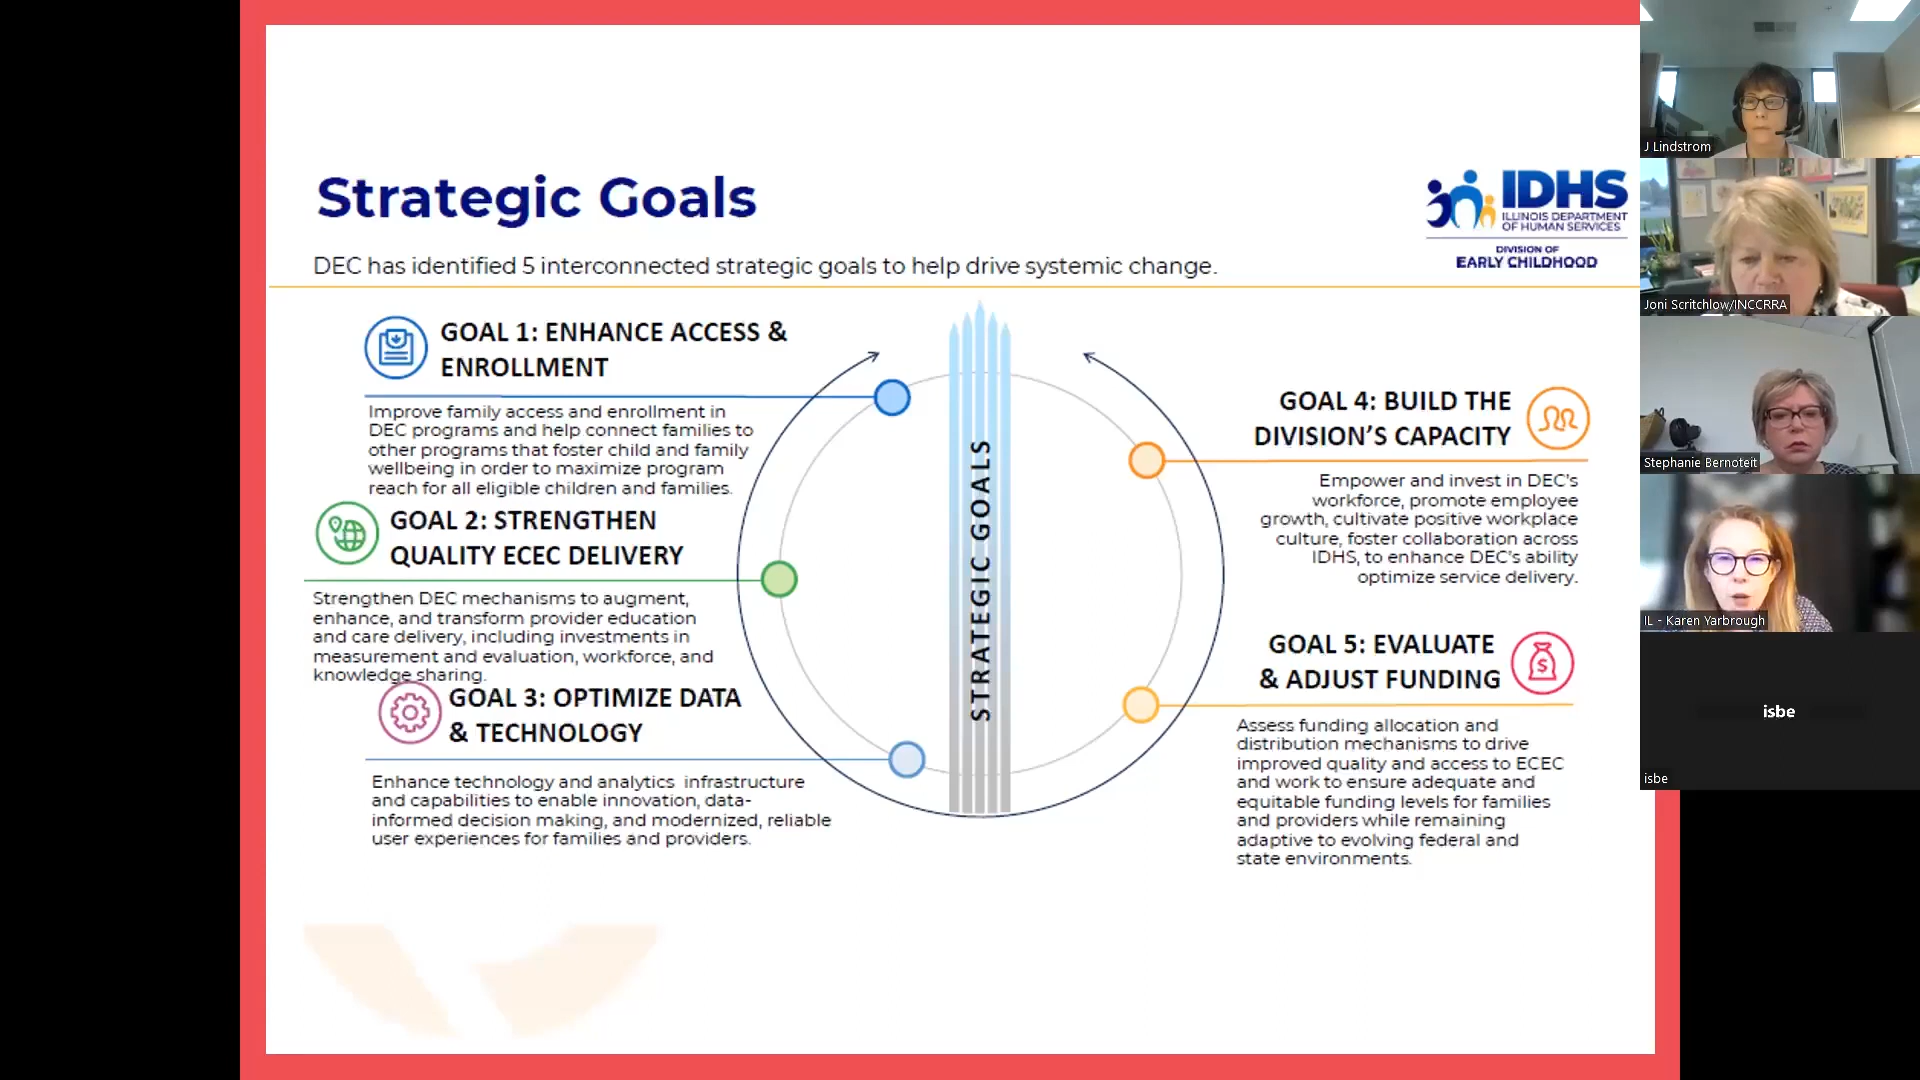 Strategic Goals
DEC has identified 5 interconnected strategic goals to help drive systemic change.
IDHS
ILLINOIS DEPARTMENT
OF HUMAN SERVICES
DIVISION OF
EARLY CHILDHOOD
GOAL 1: ENHANCE ACCESS &
ENROLLMENT
Improve family access and enrollment in
DEC programs and help connect families to
other programs that foster child and family
wellbeing in order to maximize program
reach for all eligible children and families.
GOAL 2: STRENGTHEN
QUALITY ECEC DELIVERY
Strengthen DEC mechanisms to augment,
enhance, and transform provider education
and care delivery, including investments in
measurement and evaluation, workforce, and
knowledge sharing.
GOAL 3: OPTIMIZE DATA
& TECHNOLOGY
Enhance technology and analytics infrastructure
and capabilities to enable innovation, data-
informed decision making, and modernized, reliable
user experiences for families and providers.
STRATEGIC GOALS
GOAL 4: BUILD THE
DIVISION’S CAPACITY
Empower and invest in DEC's
workforce, promote employee
growth, cultivate positive workplace
culture, foster collaboration across
IDHS, to enhance DEC's ability
optimize service delivery.
GOAL 5: EVALUATE
& ADJUST FUNDING
$
Assess funding allocation and
distribution mechanisms to drive
improved quality and access to ECEC
and work to ensure adequate and
equitable funding levels for families
and providers while remaining
adaptive to evolving federal and
state environments.
J Lindstrom
Joni Scritchlow/INCCRRA
Stephanie Bernoteit
IL - Karen Yarbrough
isbe
isbe